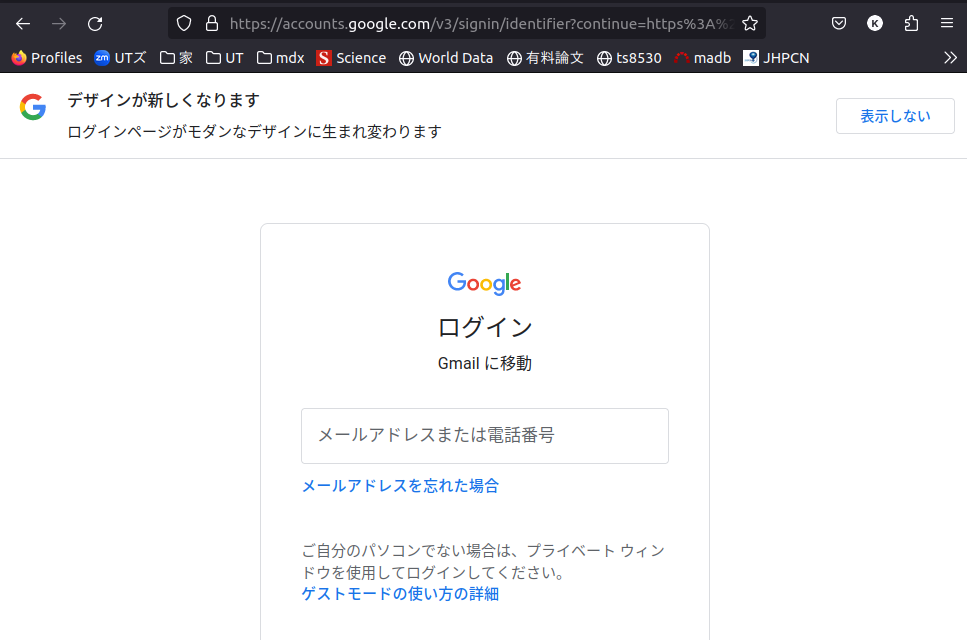 https://accounts.google.com/v3/signin/identifier?continue=https%3A%2
K
Profiles zm UTズ 家 UT mdx S Science World Data 有料論文 ts8530 madb JHPCN
G デザインが新しくなります
ログインページがモダンなデザインに生まれ変わります
表示しない
Google
ログイン
Gmail に移動
メールアドレスまたは電話番号
メールアドレスを忘れた場合
ご自分のパソコンでない場合は、プライベート ウィン
ドウを使用してログインしてください。
ゲストモードの使い方の詳細